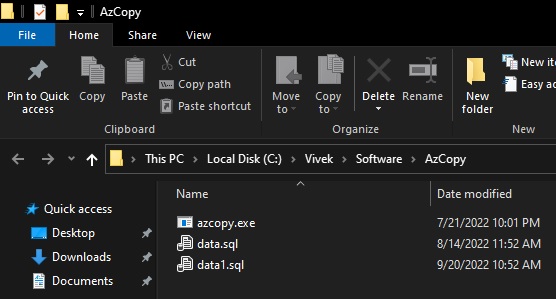 AzCopy
File Home Share View
Pin to Quick access
Copy
Paste
Cut
Copy path
Paste shortcut
Clipboard
Move to
Copy to
Delete
Rename
Organize
New folder
New ite
Easy ac
New
This PC > Local Disk (C:) > Vivek > Software > AzCopy
Name Date modified
Quick access
Desktop
Downloads
Documents
azcopy.exe 7/21/2022 10:01 PM
data.sql 8/14/2022 11:52 AM
data1.sql 9/20/2022 10:52 AM